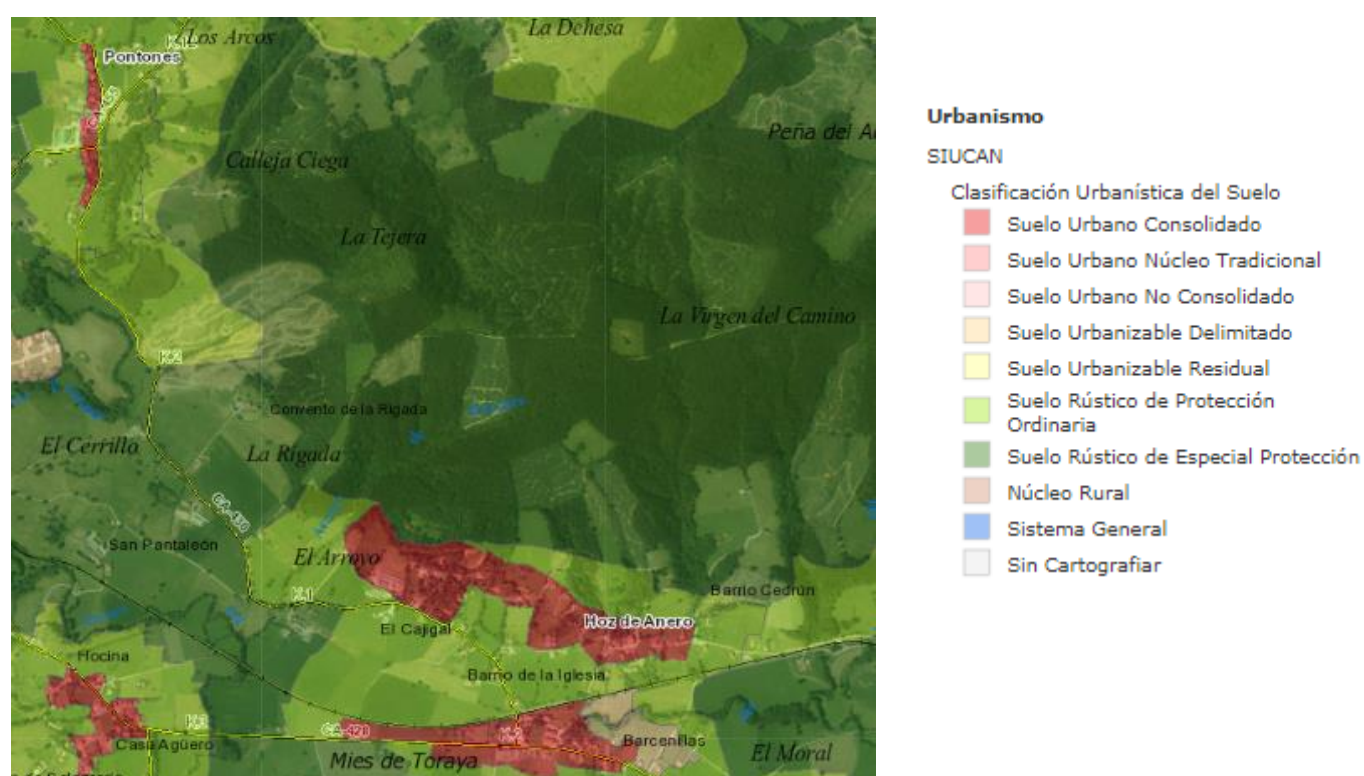 La Dehesa
Los Arcos
Pontones
Peña del A
Calleja Ciega
La Tejera
La Virgen del Camino
K-2
Convento de la Rigada
El Cerrillo
La Rigada
CA-430
San Pantaleón
El Arroyo
Barrio Cedrún
K-1
Hoz de Anero
El Cajigal
Hocina
Barrio de la Iglesia
K-3
CA-420
Casa Agüero
Barcenillas
El Moral
Mies de Toraya
Urbanismo
SIUCAN
Clasificación Urbanística del Suelo
Suelo Urbano Consolidado
Suelo Urbano Núcleo Tradicional
Suelo Urbano No Consolidado
Suelo Urbanizable Delimitado
Suelo Urbanizable Residual
Suelo Rústico de Protección
Ordinaria
Suelo Rústico de Especial Protección
Núcleo Rural
Sistema General
Sin Cartografiar